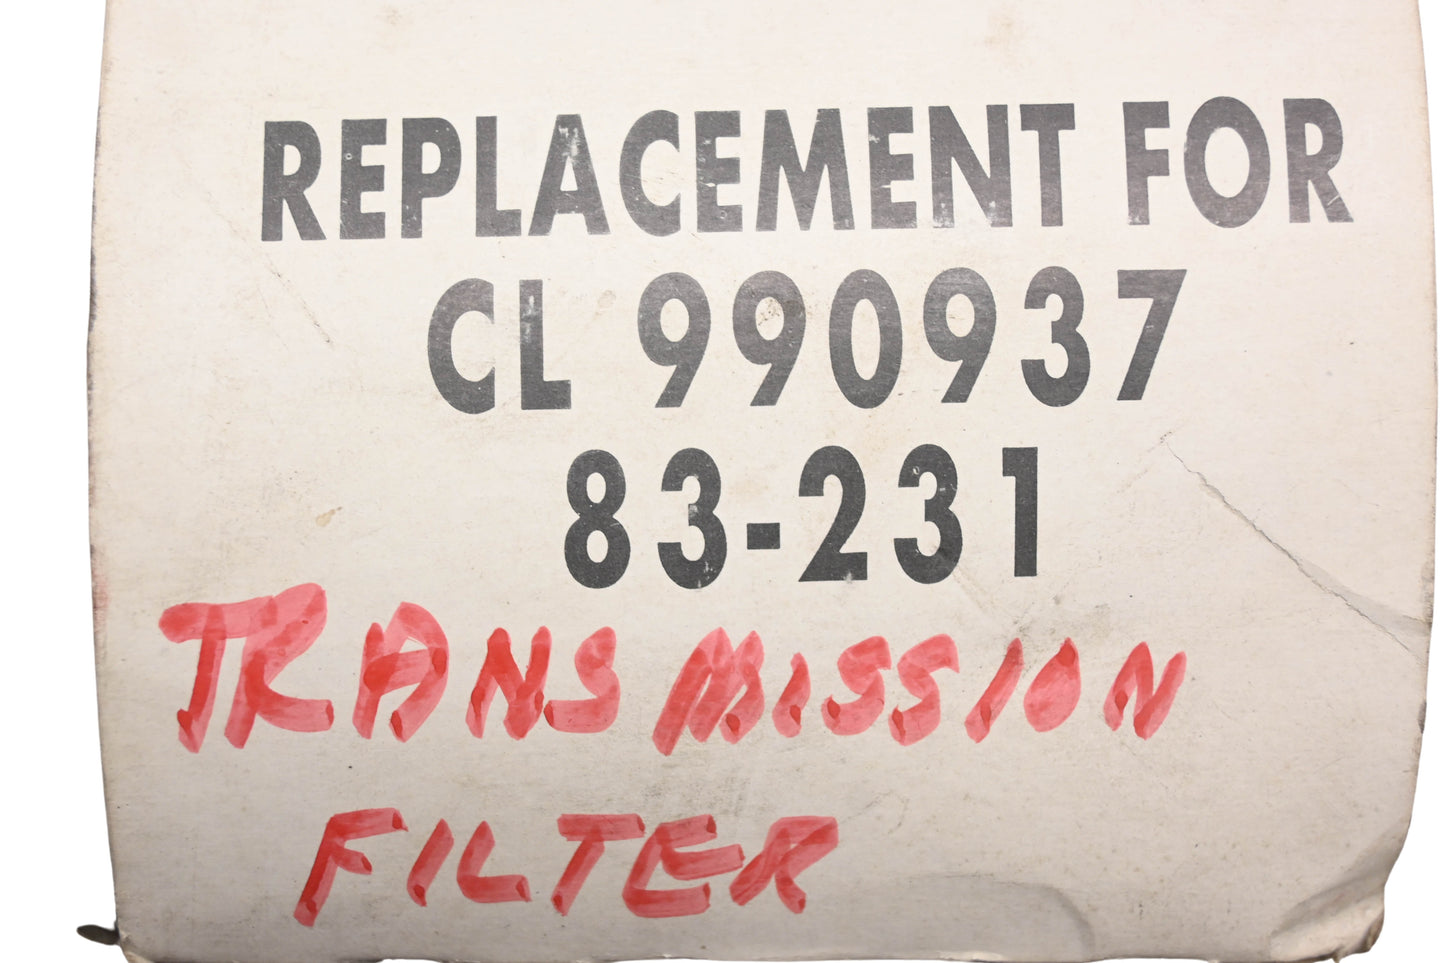 REPLACEMENT FOR
CL 990937
83-231
TRANSMISSION
FILTER